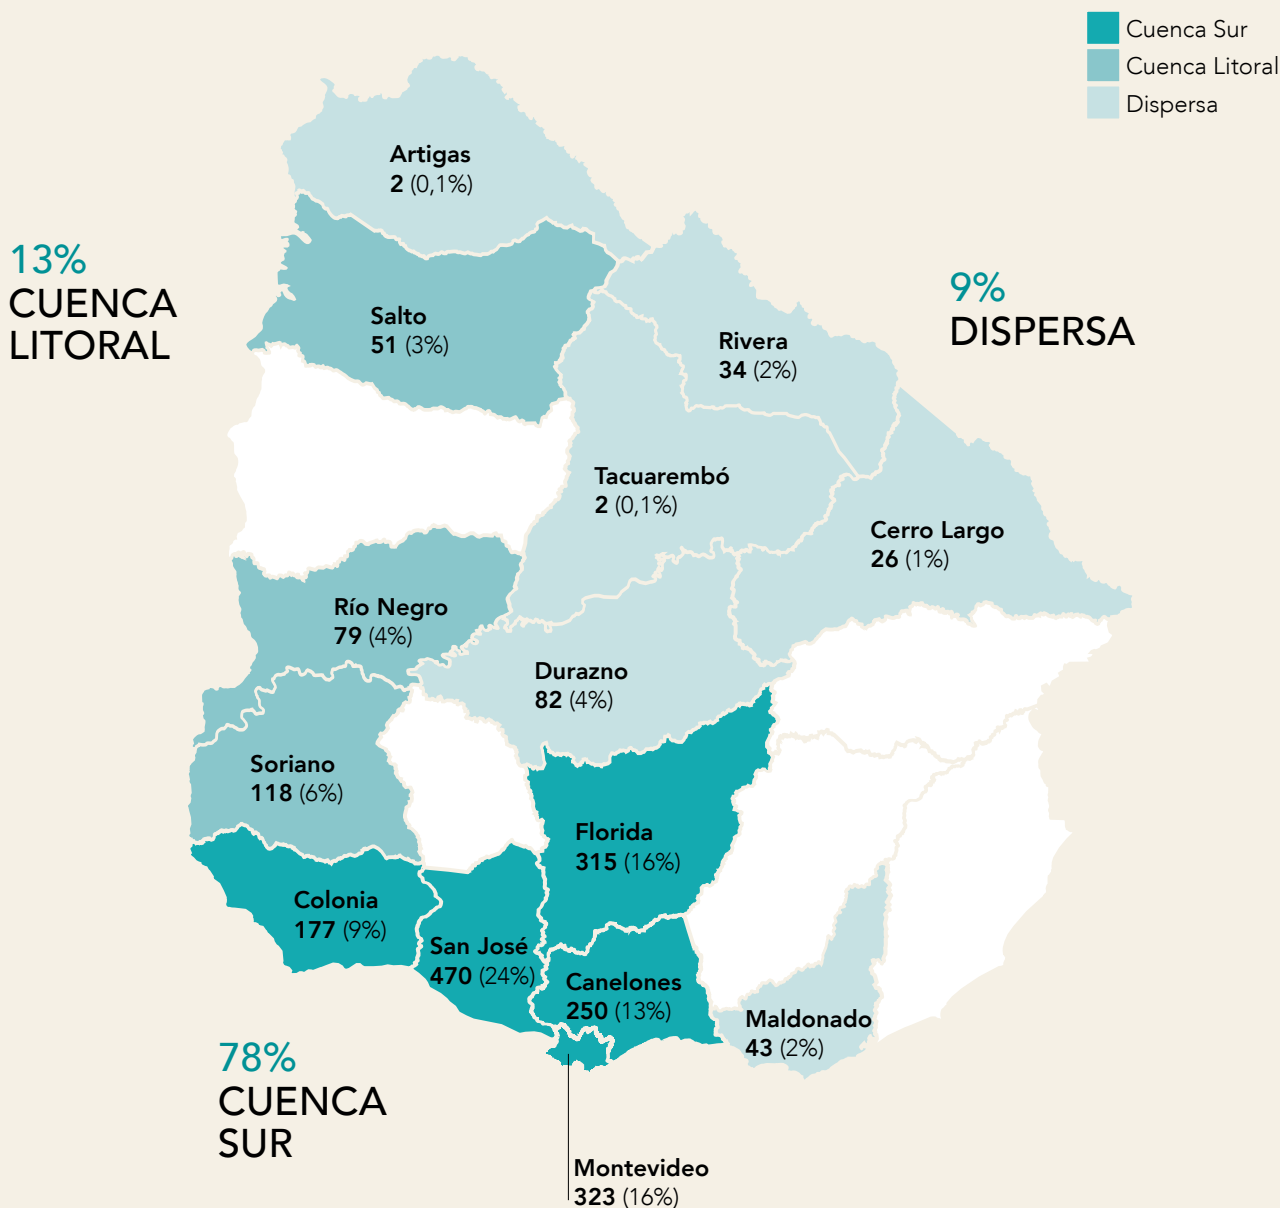 Cuenca Sur
Cuenca Litoral
Dispersa
Artigas
2 (0,1%)
13%
CUENCA
LITORAL
9%
DISPERSA
Salto
51 (3%)
Rivera
34 (2%)
Tacuarembó
2 (0,1%)
Cerro Largo
26 (1%)
Río Negro
79 (4%)
Durazno
82 (4%)
Soriano
118 (6%)
Florida
315 (16%)
Colonia
177 (9%)
San José
470 (24%)
Canelones
250 (13%)
Maldonado
43 (2%)
78%
CUENCA
SUR
Montevideo
323 (16%)